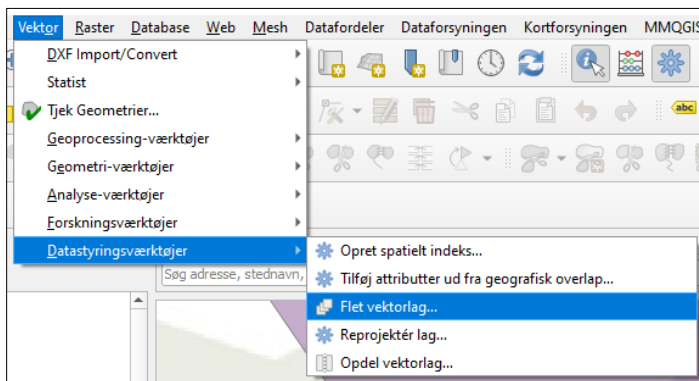 Vektor Raster Database Web Mesh Datafordeler Dataforsyningen Kortforsyningen MMQGIS
DXF Import/Convert
Statist
Tjek Geometrier...
Geoprocessing-værktøjer
abc
Geometri-værktøjer
Analyse-værktøjer
Forskningsværktøjer
Datastyringsværktøjer
Opret spatielt indeks...
Søg adresse, stednavn,
Tilføj attributter ud fra geografisk overlap...
Flet vektorlag...
Reprojektér lag...
Opdel vektorlag...